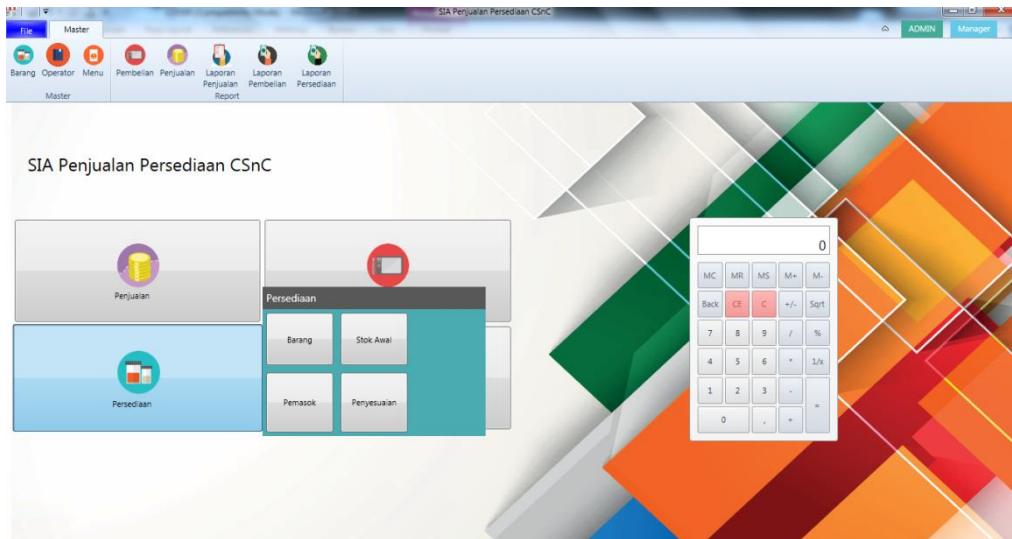 SIA Penjualan Persediaan CSnC
File Master ADMIN Manager
Barang Operator Menu Pembelian Penjualan Laporan Penjualan Laporan Pembelian Laporan Persediaan
Master Report
SIA Penjualan Persediaan CSnC
Penjualan
Persediaan
Persediaan
Barang Stok Awal
Pemasok Penyesuaian
0
MC MR MS M+ M-
Back CE C +/- Sqrt
7 8 9 / %
4 5 6 * 1/x
1 2 3 - =
0 , +